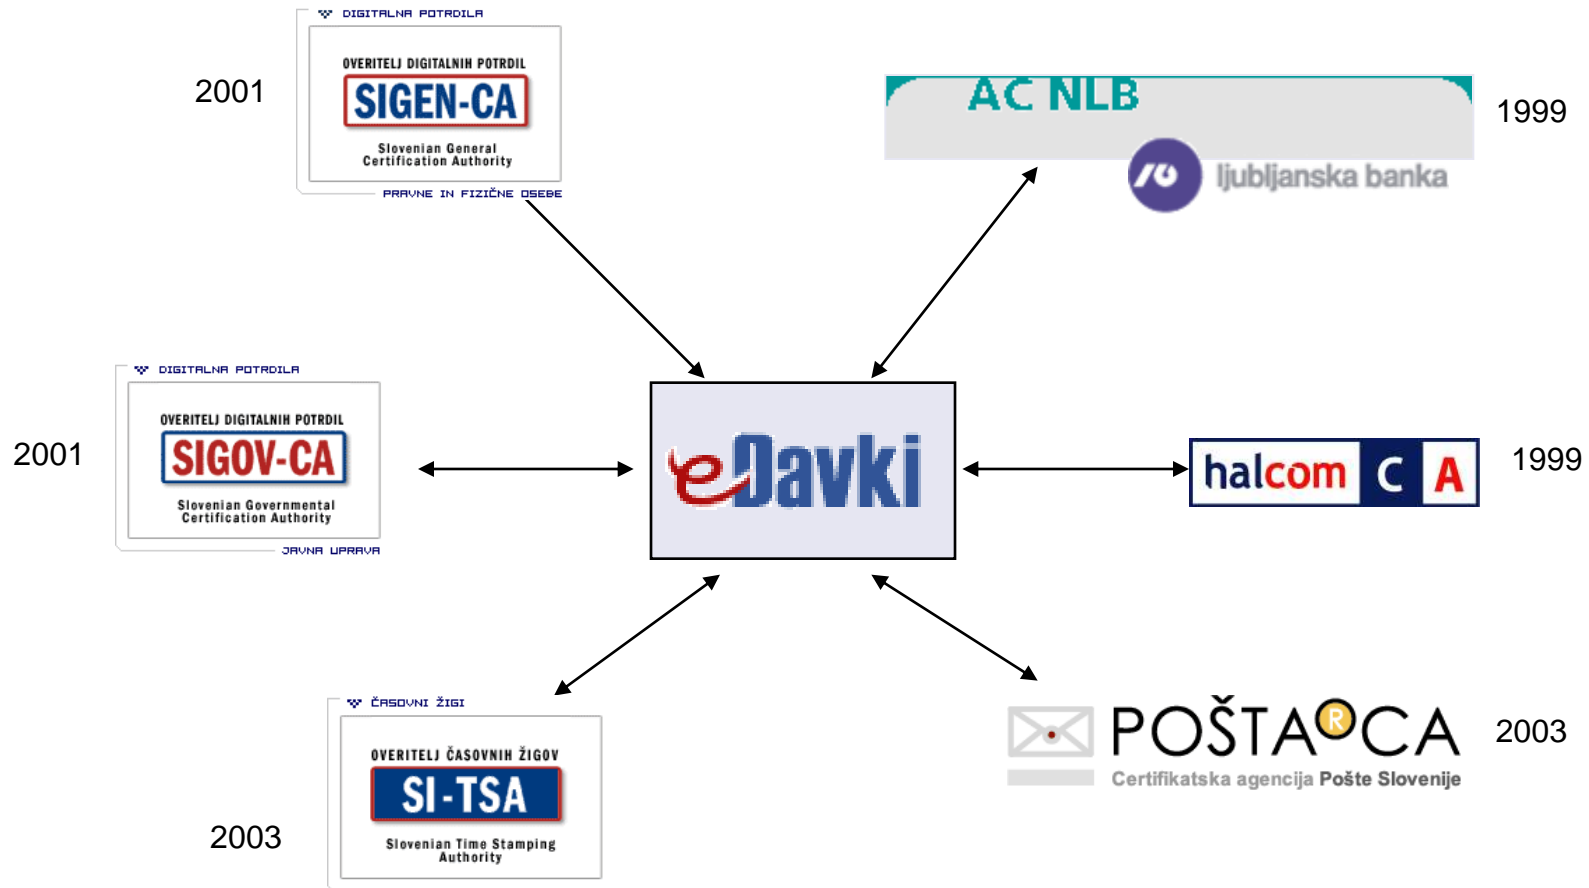 DIGITALNA POTRDILA
OVERITELJ DIGITALNIH POTRDIL
SIGEN-CA
Slovenian General
Certification Authority
PRAVNE IN FIZIČNE OSEBE
2001
AC NLB
ljubljanska banka
1999
DIGITALNA POTRDILA
OVERITELJ DIGITALNIH POTRDIL
SIGOV-CA
Slovenian Governmental
Certification Authority
JAVNA UPRAVA
2001
eDavki
halcom CA
1999
ČASOVNI ŽIGI
OVERITELJ ČASOVNIH ŽIGOV
SI-TSA
Slovenian Time Stamping
Authority
2003
POŠTA®CA
Certifikatska agencija Pošte Slovenije
2003